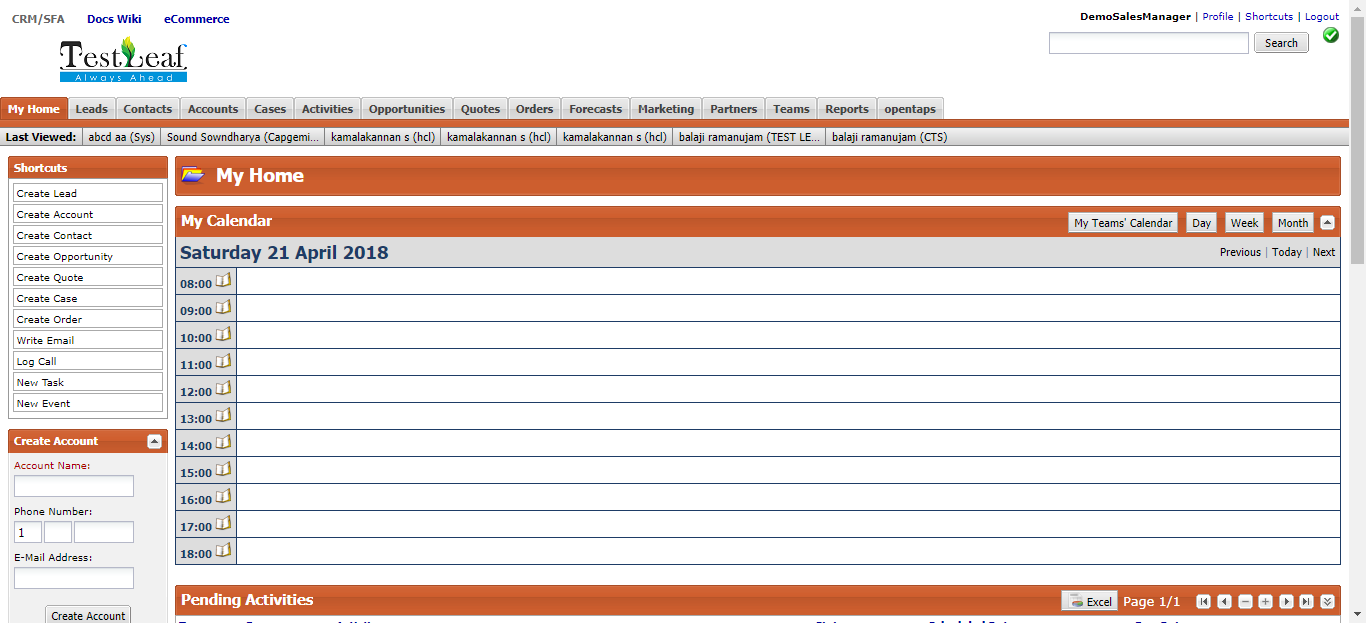 CRM/SFA Docs Wiki eCommerce
DemoSalesManager | Profile | Shortcuts | Logout
TestLeaf
Always Ahead
Search
My Home Leads Contacts Accounts Cases Activities Opportunities Quotes Orders Forecasts Marketing Partners Teams Reports opentaps
Last Viewed: abcd aa (Sys) Sound Sowndharya (Capgemi... kamalakannan s (hcl) kamalakannan s (hcl) kamalakannan s (hcl) balaji ramanujam (TEST LE... balaji ramanujam (CTS)
Shortcuts
Create Lead
Create Account
Create Contact
Create Opportunity
Create Quote
Create Case
Create Order
Write Email
Log Call
New Task
New Event
Create Account
Account Name:
Phone Number:
1
E-Mail Address:
Create Account
My Home
My Calendar
My Teams' Calendar Day Week Month
Saturday 21 April 2018
Previous | Today | Next
08:00
09:00
10:00
11:00
12:00
13:00
14:00
15:00
16:00
17:00
18:00
Pending Activities
Excel Page 1/1